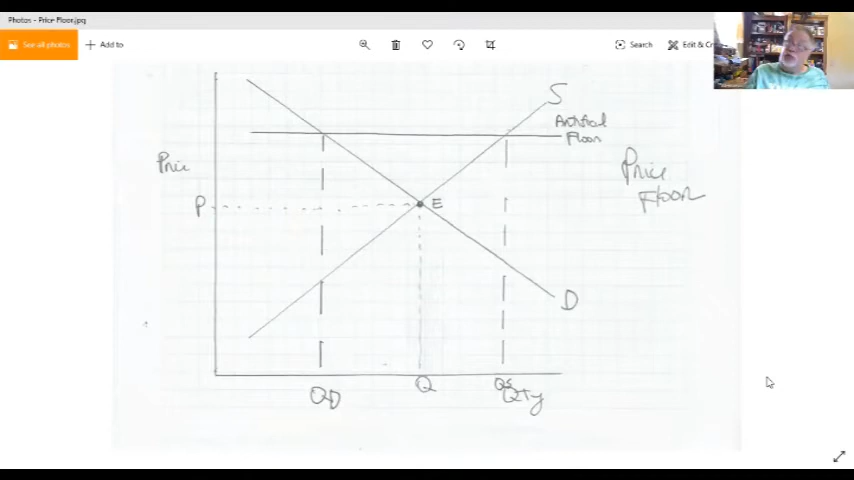 Photos - Price Floor.jpg
See all photos
Add to
Search
Edit & Cr
S
Artificial
Floor
Price
Price
Floor
P
E
D
QD
Q
QS
QTy